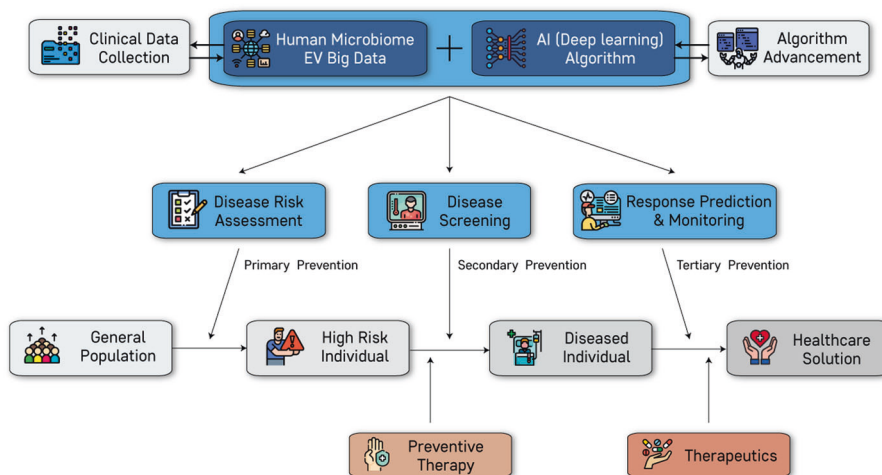 Clinical Data
Collection
Human Microbiome
EV Big Data
+
AI (Deep learning)
Algorithm
Algorithm
Advancement
Disease Risk
Assessment
Disease
Screening
Response Prediction
& Monitoring
Primary Prevention
Secondary Prevention
Tertiary Prevention
General
Population
High Risk
Individual
Diseased
Individual
Healthcare
Solution
Preventive
Therapy
Therapeutics